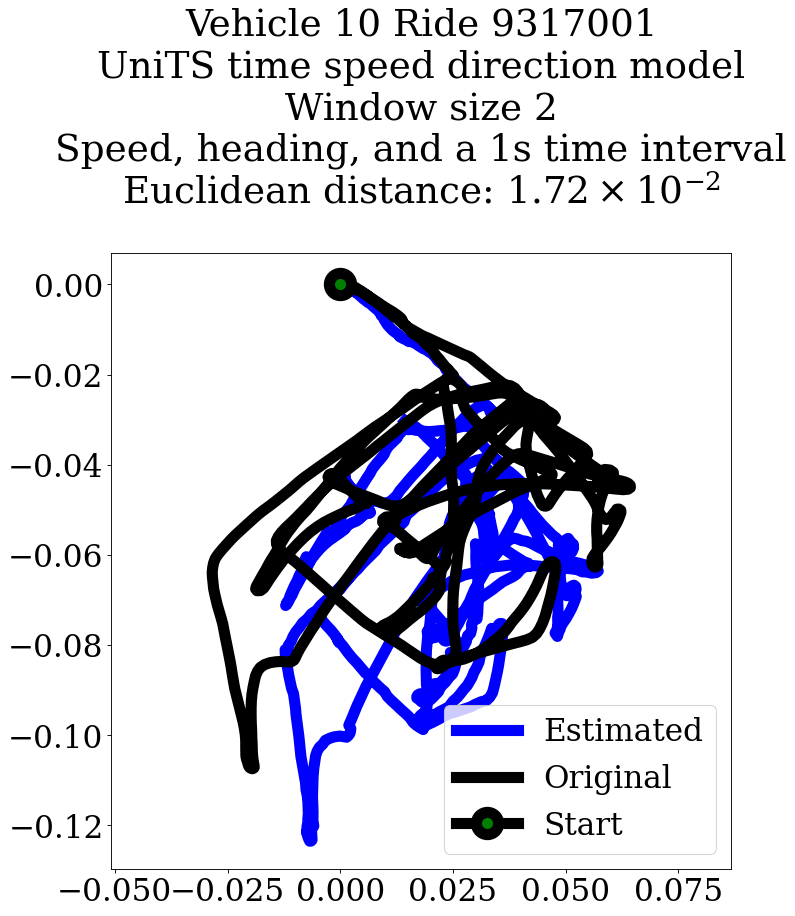 Vehicle 10 Ride 9317001
UniTS time speed direction model
Window size 2
Speed, heading, and a 1s time interval
Euclidean distance: 1.72 × 10⁻²
0.00
−0.02
−0.04
−0.06
−0.08
−0.10
−0.12
Estimated
Original
Start
−0.050 −0.025 0.000 0.025 0.050 0.075